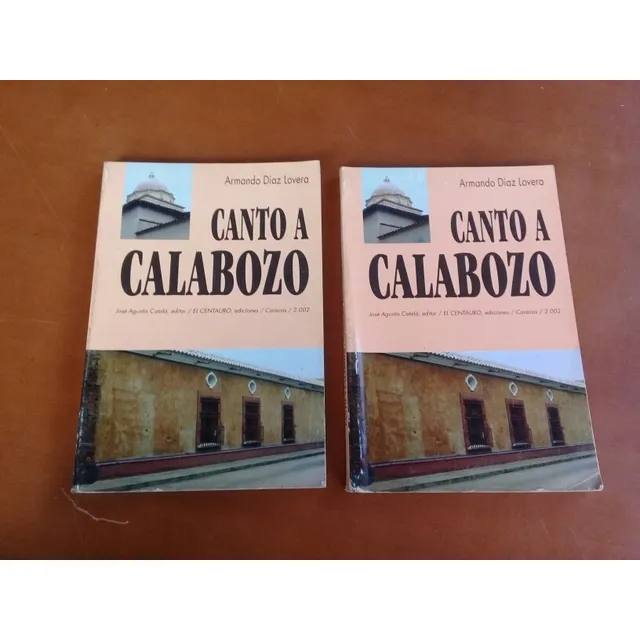 Armando Díaz Lovera
CANTO A
CALABOZO
José Agustín Catalá, editor / EL CENTAURO, ediciones / Caracas / 2.002
Armando Díaz Lovera
CANTO A
CALABOZO
José Agustín Catalá, editor / EL CENTAURO, ediciones / Caracas / 2.002